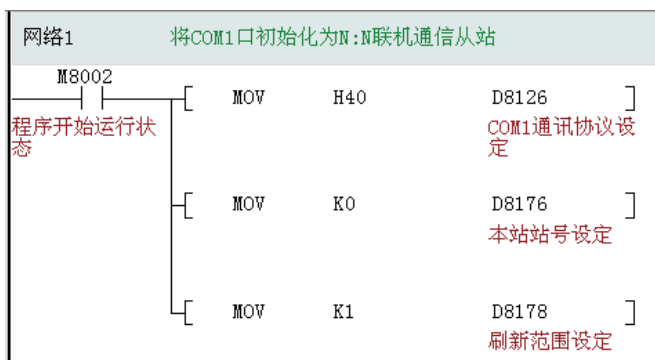 网络1 将COM1口初始化为N:N联机通信从站
M8002
MOV H40 D8126
程序开始运行状态
COM1通讯协议设定
MOV K0 D8176
本站站号设定
MOV K1 D8178
刷新范围设定